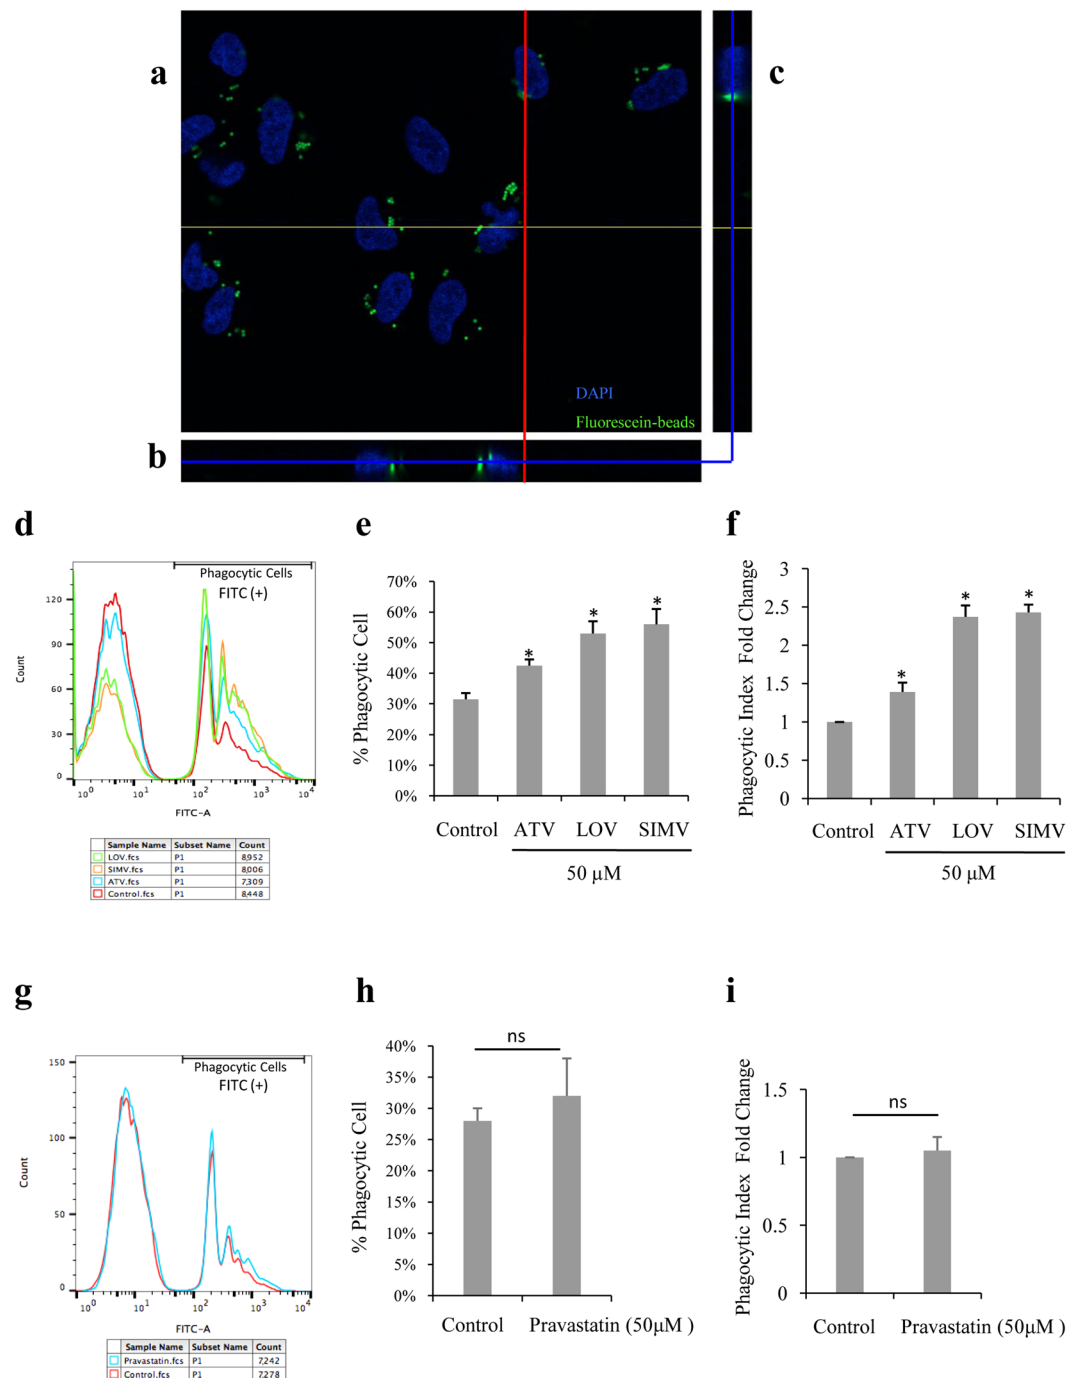 a
c
DAPI
Fluorescein-beads
b
d
e
f
Phagocytic Cells
FITC (+)
Count
120
90
60
30
0
10^0 10^1 10^2 10^3 10^4
FITC-A
Sample Name Subset Name Count
LOV.fcs P1 8,952
SIMV.fcs P1 8,006
ATV.fcs P1 7,309
Control.fcs P1 8,448
% Phagocytic Cell
70%
60%
50%
40%
30%
20%
10%
0%
*
*
*
Control ATV LOV SIMV
50 µM
Phagocytic Index Fold Change
3
2.5
2
1.5
1
0.5
0
*
*
*
Control ATV LOV SIMV
50 µM
g
h
i
Phagocytic Cells
FITC (+)
Count
150
100
50
0
10^0 10^1 10^2 10^3 10^4
FITC-A
Sample Name Subset Name Count
Pravastatin.fcs P1 7,242
Control.fcs P1 7,278
% Phagocytic Cell
40%
35%
30%
25%
20%
15%
10%
5%
0%
ns
Control Pravastatin (50µM )
Phagocytic Index Fold Change
1.5
1
0.5
0
ns
Control Pravastatin (50µM )